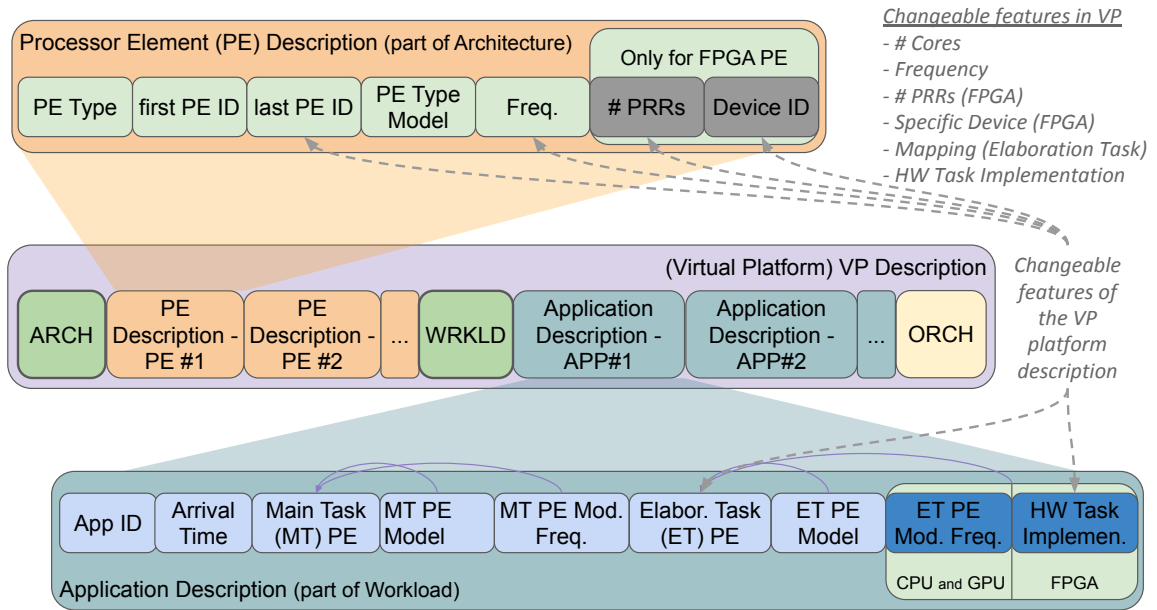 Processor Element (PE) Description (part of Architecture)
Only for FPGA PE
PE Type
first PE ID
last PE ID
PE Type
Model
Freq.
# PRRs
Device ID
Changeable features in VP
- # Cores
- Frequency
- # PRRs (FPGA)
- Specific Device (FPGA)
- Mapping (Elaboration Task)
- HW Task Implementation
(Virtual Platform) VP Description
ARCH
PE
Description -
PE #1
PE
Description -
PE #2
...
WRKLD
Application
Description -
APP#1
Application
Description -
APP#2
...
ORCH
Changeable
features of
the VP
platform
description
App ID
Arrival
Time
Main Task
(MT) PE
MT PE
Model
MT PE Mod.
Freq.
Elabor. Task
(ET) PE
ET PE
Model
ET PE
Mod. Freq.
HW Task
Implemen.
CPU and GPU
FPGA
Application Description (part of Workload)